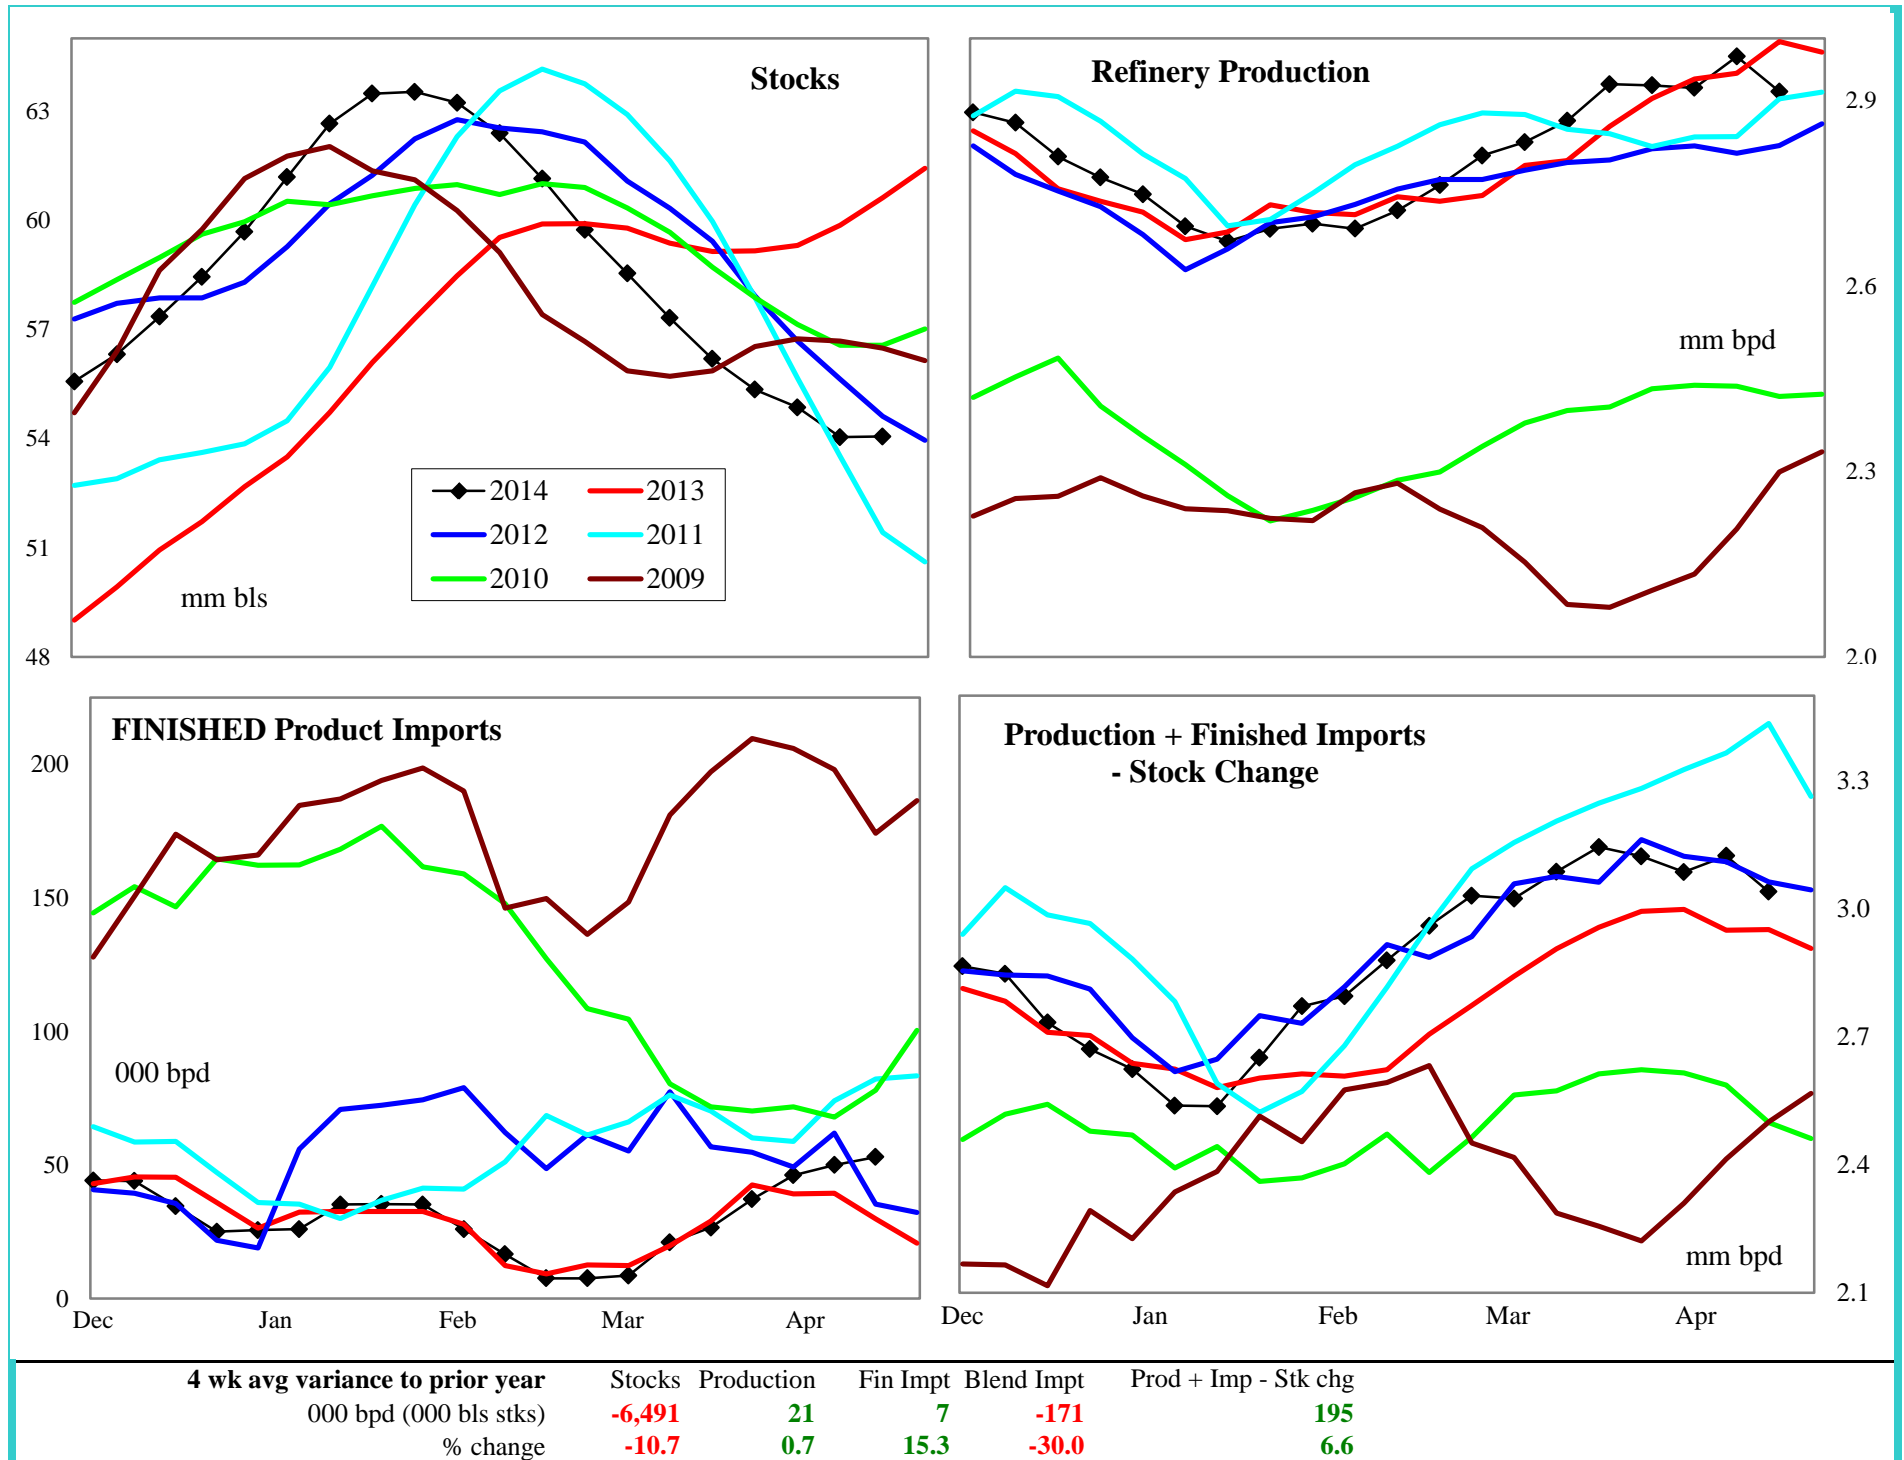 Stocks
63
60
57
54
51
48
2014 2013
2012 2011
2010 2009
mm bls
Refinery Production
2.9
2.6
mm bpd
2.3
2.0
FINISHED Product Imports
200
150
100
000 bpd
50
0
Dec Jan Feb Mar Apr
Production + Finished Imports
- Stock Change
3.3
3.0
2.7
2.4
mm bpd
2.1
Dec Jan Feb Mar Apr
4 wk avg variance to prior year Stocks Production Fin Impt Blend Impt Prod + Imp - Stk chg
000 bpd (000 bls stks) -6,491 21 7 -171 195
% change -10.7 0.7 15.3 -30.0 6.6